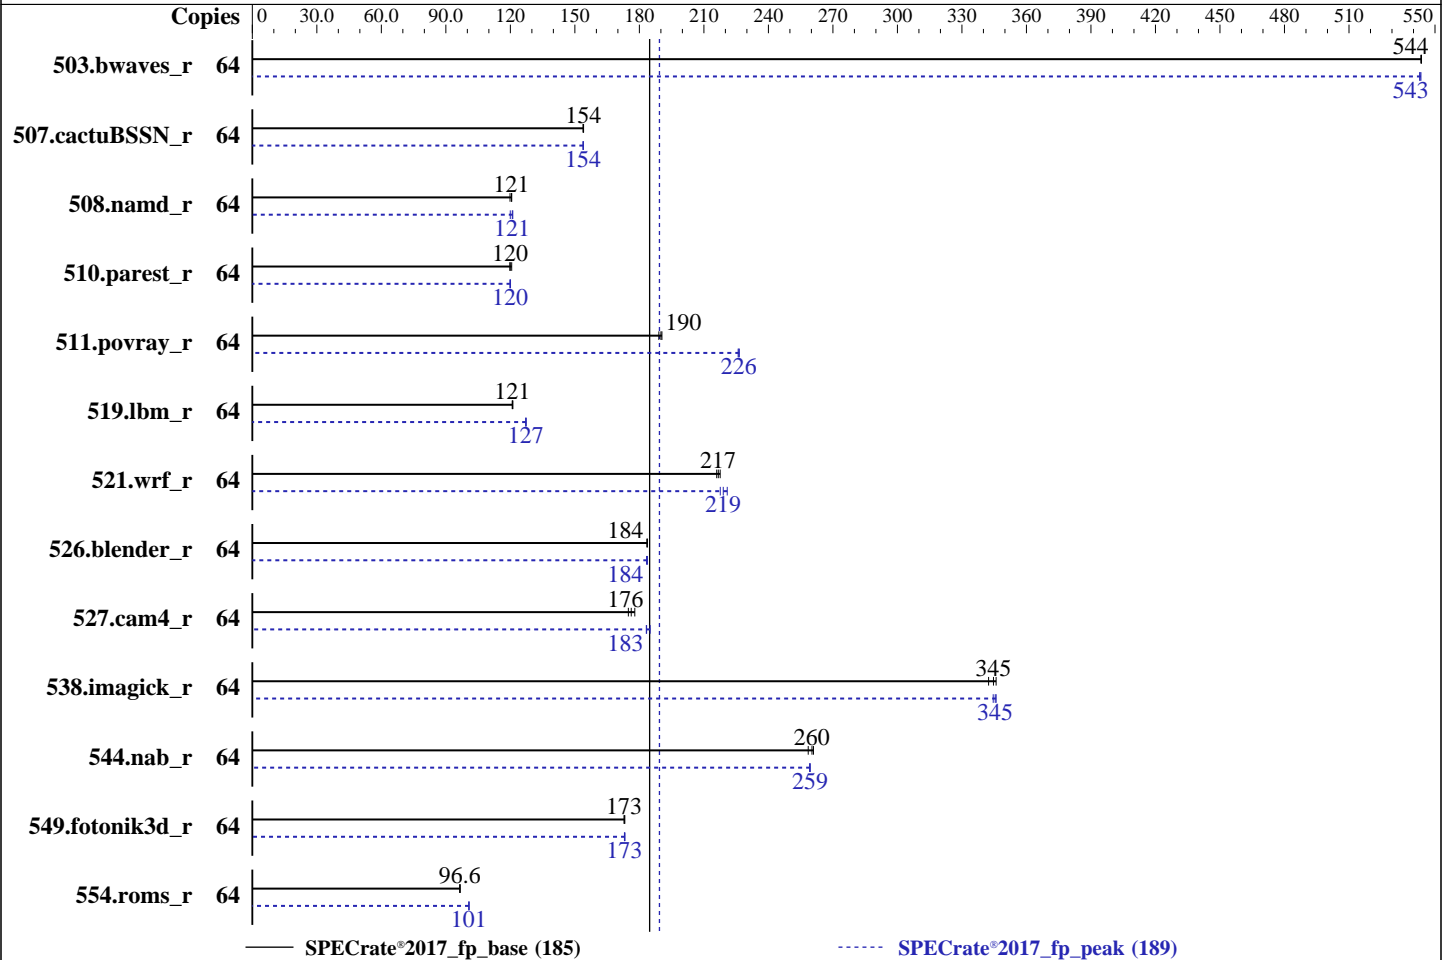 Copies 0 30.0 60.0 90.0 120 150 180 210 240 270 300 330 360 390 420 450 480 510 550
503.bwaves_r 64 544
543
507.cactuBSSN_r 64 154
154
508.namd_r 64 121
121
510.parest_r 64 120
120
511.povray_r 64 190
226
519.lbm_r 64 121
127
521.wrf_r 64 217
219
526.blender_r 64 184
184
527.cam4_r 64 176
183
538.imagick_r 64 345
345
544.nab_r 64 260
259
549.fotonik3d_r 64 173
173
554.roms_r 64 96.6
101
SPECrate®2017_fp_base (185) SPECrate®2017_fp_peak (189)